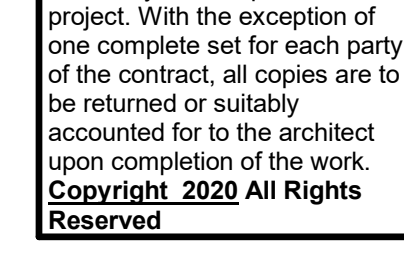 project. With the exception of
one complete set for each party
of the contract, all copies are to
be returned or suitably
accounted for to the architect
upon completion of the work.
Copyright 2020 All Rights
Reserved